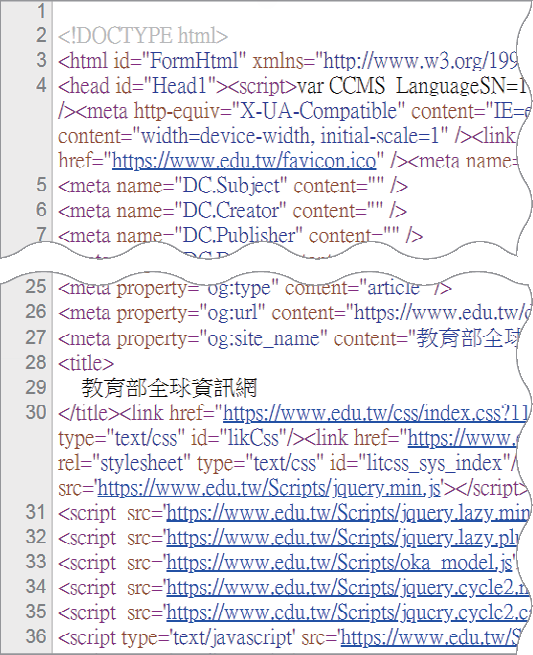 1
2 <!DOCTYPE html>
3 <html id="FormHtml" xmlns="http://www.w3.org/199
4 <head id="Head1"><script>var CCMS_LanguageSN=1
/><meta http-equiv="X-UA-Compatible" content="IE=e
content="width=device-width, initial-scale=1" /><link
href="https://www.edu.tw/favicon.ico" /><meta name=
5 <meta name="DC.Subject" content="" />
6 <meta name="DC.Creator" content="" />
7 <meta name="DC.Publisher" content="" />
25 <meta property="og:type" content="article" />
26 <meta property="og:url" content="https://www.edu.tw/
27 <meta property="og:site_name" content="教育部全球
28 <title>
29 教育部全球資訊網
30 </title><link href="https://www.edu.tw/css/index.css?11
type="text/css" id="likCss"/><link href="https://www.
rel="stylesheet" type="text/css" id="litcss_sys_index"/
src='https://www.edu.tw/Scripts/jquery.min.js'></script>
31 <script src='https://www.edu.tw/Scripts/jquery.lazy.min
32 <script src='https://www.edu.tw/Scripts/jquery.lazy.plu
33 <script src='https://www.edu.tw/Scripts/oka_model.js'
34 <script src='https://www.edu.tw/Scripts/jquery.cycle2.m
35 <script src='https://www.edu.tw/Scripts/jquery.cycle2.ca
36 <script type='text/javascript' src='https://www.edu.tw/S